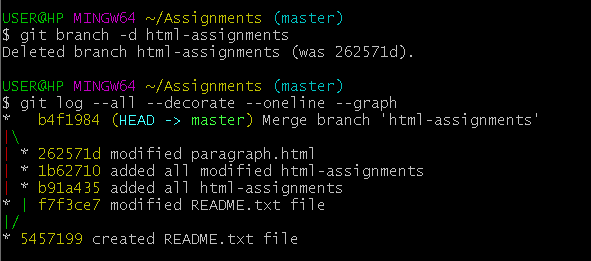 USER@HP MINGW64 ~/Assignments (master)
$ git branch -d html-assignments
Deleted branch html-assignments (was 262571d).

USER@HP MINGW64 ~/Assignments (master)
$ git log --all --decorate --oneline --graph
*   b4f1984 (HEAD -> master) Merge branch 'html-assignments'
|\
| * 262571d modified paragraph.html
| * 1b62710 added all modified html-assignments
| * b91a435 added all html-assignments
* | f7f3ce7 modified README.txt file
|/
* 5457199 created README.txt file